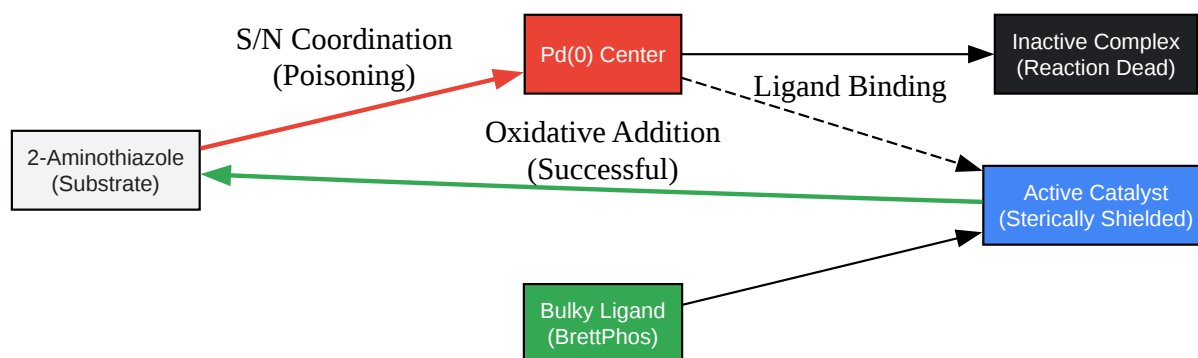 S/N Coordination
(Poisoning)
Pd(0) Center
Inactive Complex
(Reaction Dead)
Ligand Binding
2-Aminothiazole
(Substrate)
Oxidative Addition
(Successful)
Active Catalyst
(Sterically Shielded)
Bulky Ligand
(BrettPhos)